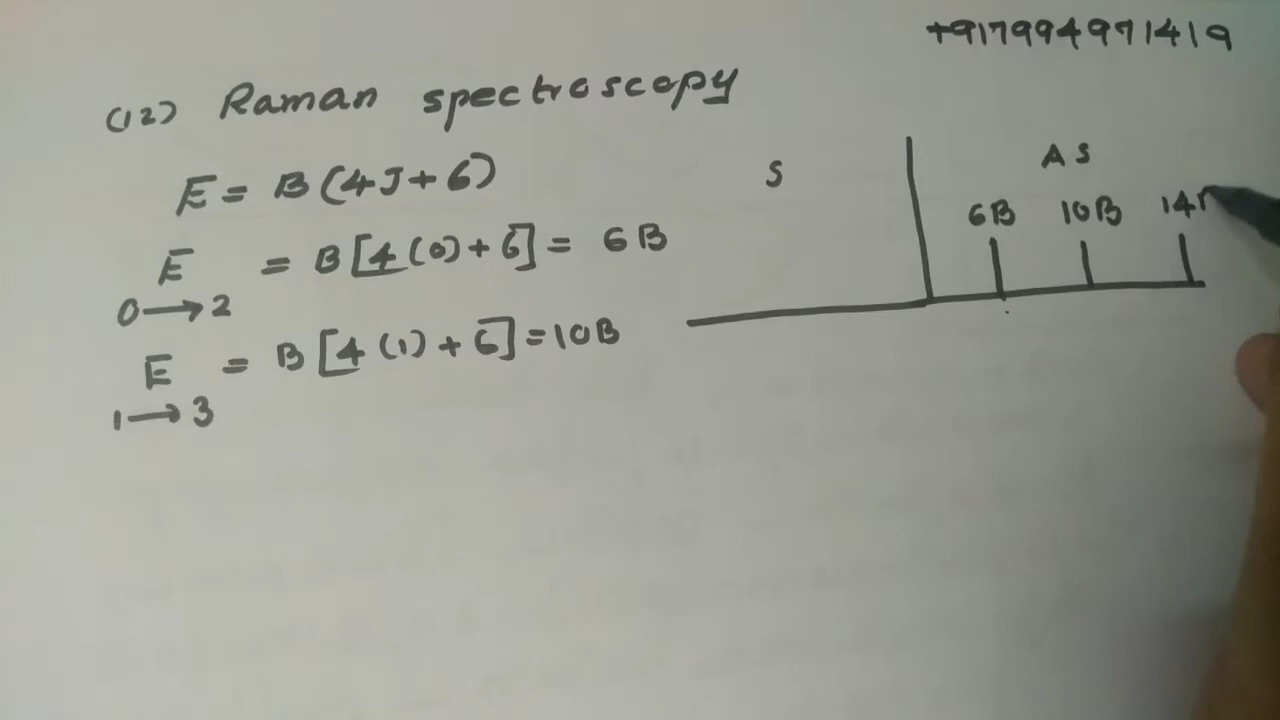 +917994971419
(12) Raman spectroscopy
E = B(4J+6)
E 0→2 = B[4(0)+6] = 6B
E 1→3 = B[4(1)+6] = 10B
S
AS
6B 10B 14